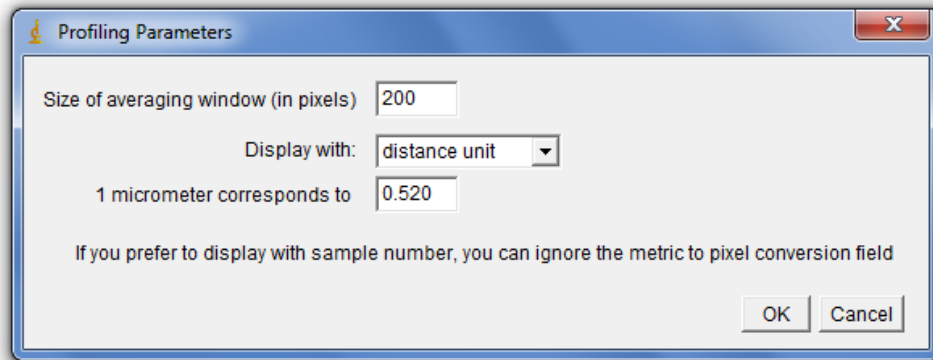 Profiling Parameters
Size of averaging window (in pixels) 200
Display with: distance unit
1 micrometer corresponds to 0.520
If you prefer to display with sample number, you can ignore the metric to pixel conversion field
OK Cancel